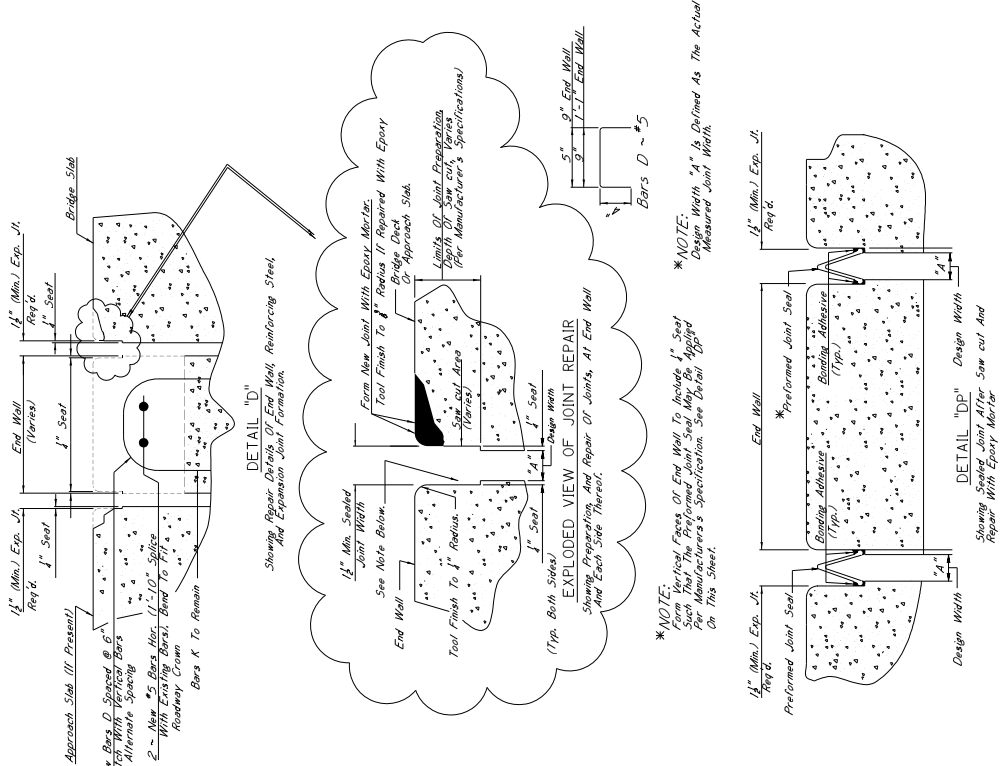 1½" (Min.) Exp. Jt.
Req'd.
¼" Seat
End Wall
(Varies)
¼" Seat
1½" (Min.) Exp. Jt.
Req'd.
¼" Seat
Bridge Slab
Approach Slab (If Present)
Bars D Spaced @ 6"
With Vertical Bars
Alternate Spacing
2 ~ New #5 Bars Hor. (1'-10" Splice
With Existing Bars), Bend To Fit
Roadway Crown
Bars K To Remain
DETAIL "D"
Showing Repair Details Of End Wall, Reinforcing Steel,
And Expansion Joint Formation.
Form New Joint With Epoxy Mortar.
Tool Finish To Radius If Repaired With Epoxy
Bridge Deck
Or Approach Slab.
Limits Of Joint Preparation.
Depth Of Saw cut, Varies
(Per Manufacturer's Specifications)
Saw cut Area
(Varies)
¼" Seat
"A"
Design Width
1½" Min. Sealed
Joint Width
See Note Below.
End Wall
Tool Finish To ¼" Radius.
¼" Seat
(Typ. Both Sides)
EXPLODED VIEW OF JOINT REPAIR
Showing Preparation, And Repair Of Joints, At End Wall
And Each Side Thereof.
5" 9" End Wall
9" 1'-1" End Wall
Bars D ~ #5
*NOTE:
Form Vertical Faces Of End Wall To Include ¼" Seat
Such That The Preformed Joint Seal May Be Applied
Per Manufacturer's Specification. See Detail "DP"
On This Sheet.
*NOTE:
Design Width "A" Is Defined As The Actual
Measured Joint Width.
1½" (Min.) Exp. Jt.
Req'd.
Preformed Joint Seal
End Wall
*Preformed Joint Seal
1½" (Min.) Exp. Jt.
Req'd.
Bonding Adhesive
(Typ.)
Bonding Adhesive
(Typ.)
"A"
Design Width
"A"
Design Width
DETAIL "DP"
Showing Sealed Joint After Saw cut And
Repair With Epoxy Mortar